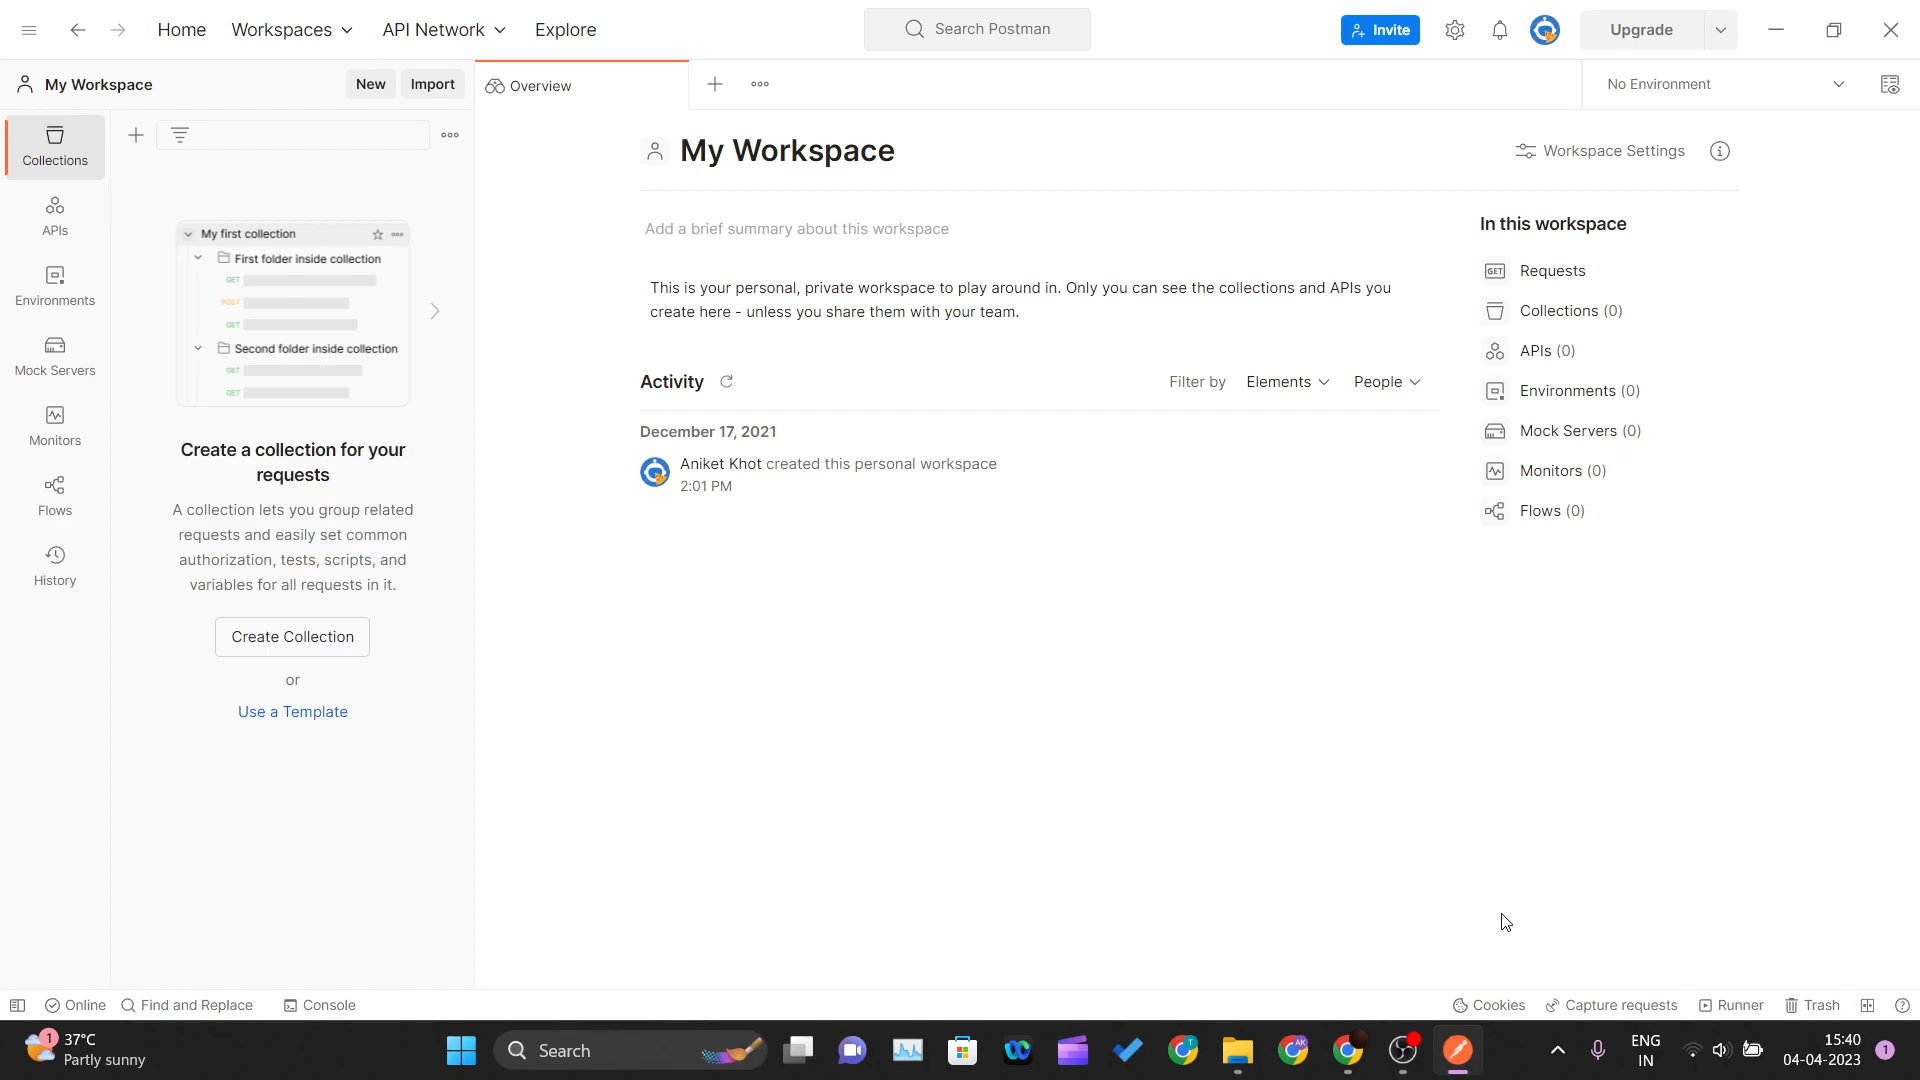 Home
Workspaces
API Network
Explore
Search Postman
Invite
Upgrade
My Workspace
New
Import
Overview
No Environment
Collections
APIs
Environments
Mock Servers
Monitors
Flows
History
My first collection
First folder inside collection
GET
POST
GET
Second folder inside collection
GET
GET
Create a collection for your
requests
A collection lets you group related
requests and easily set common
authorization, tests, scripts, and
variables for all requests in it.
Create Collection
or
Use a Template
My Workspace
Workspace Settings
Add a brief summary about this workspace
This is your personal, private workspace to play around in. Only you can see the collections and APIs you
create here - unless you share them with your team.
Activity
Filter by
Elements
People
December 17, 2021
Aniket Khot created this personal workspace
2:01 PM
In this workspace
GET
Requests
Collections (0)
APIs (0)
Environments (0)
Mock Servers (0)
Monitors (0)
Flows (0)
Online
Find and Replace
Console
Cookies
Capture requests
Runner
Trash
1
37°C
Partly sunny
Search
T
AK
ENG
IN
15:40
04-04-2023
1